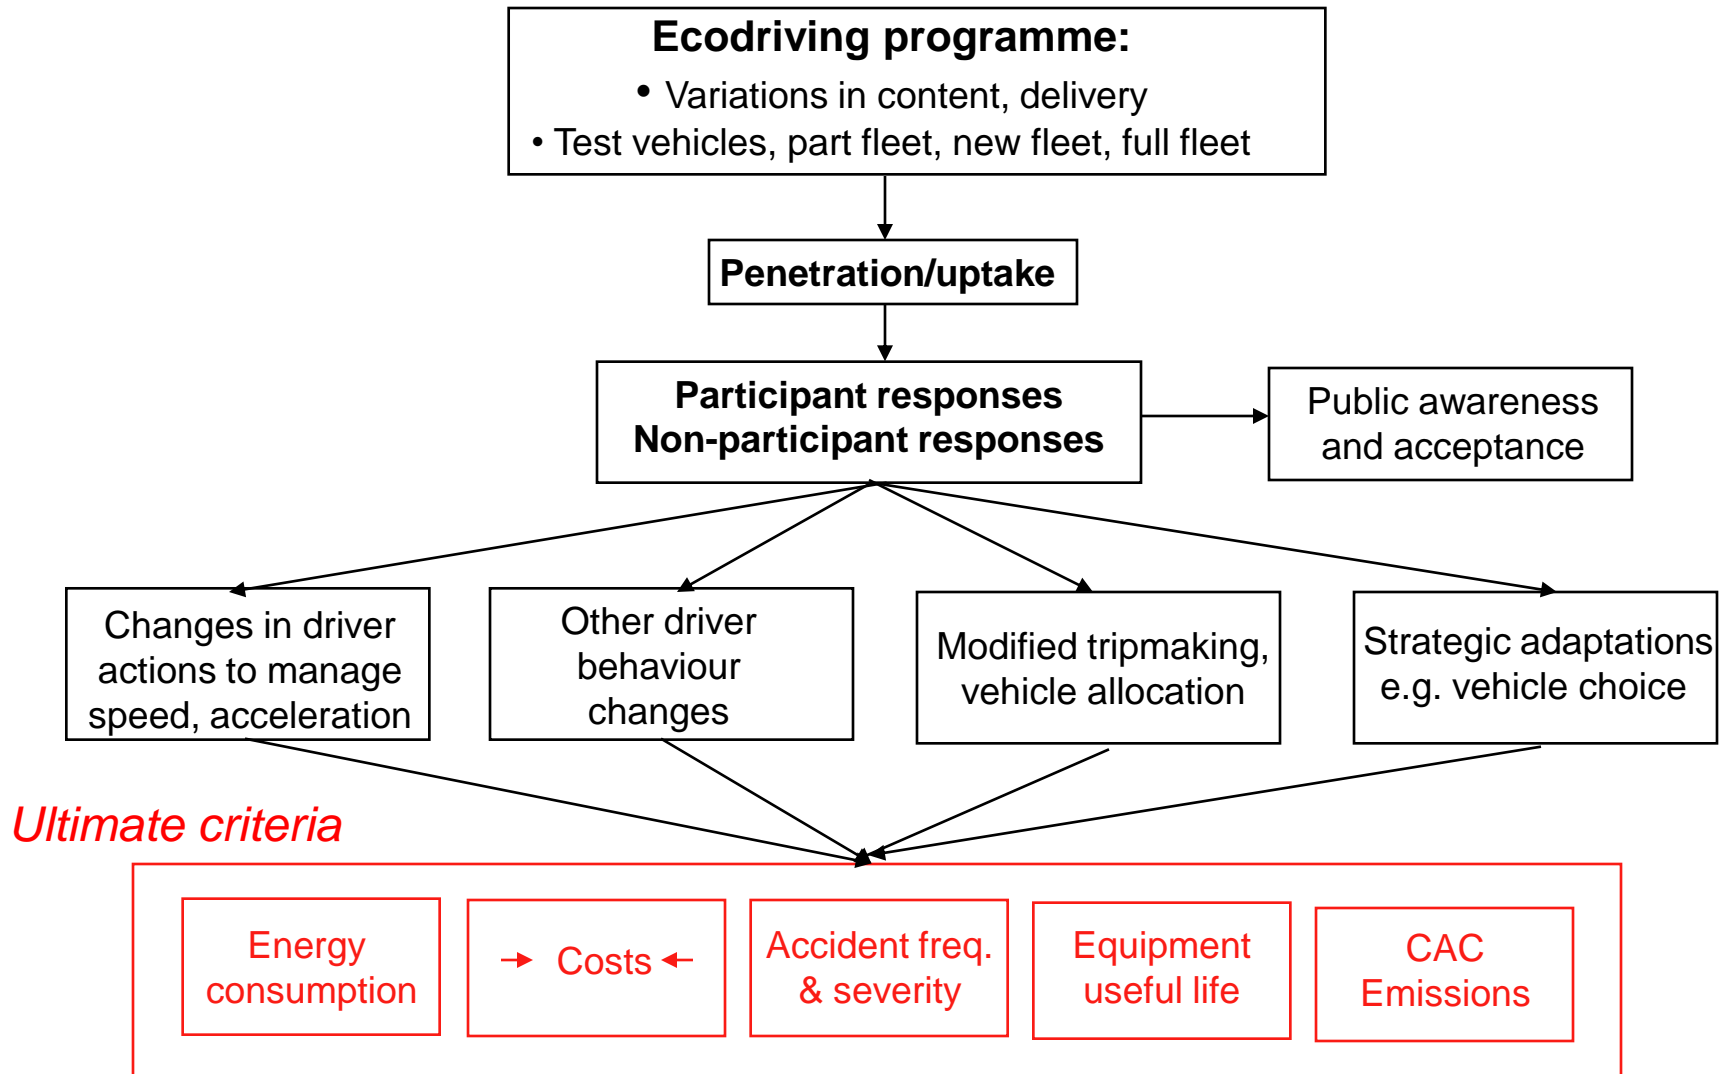 Ecodriving programme:
• Variations in content, delivery
• Test vehicles, part fleet, new fleet, full fleet
Penetration/uptake
Participant responses
Non-participant responses
Public awareness
and acceptance
Changes in driver
actions to manage
speed, acceleration
Other driver
behaviour
changes
Modified tripmaking,
vehicle allocation
Strategic adaptations
e.g. vehicle choice
Ultimate criteria
Energy
consumption
Costs
Accident freq.
& severity
Equipment
useful life
CAC
Emissions